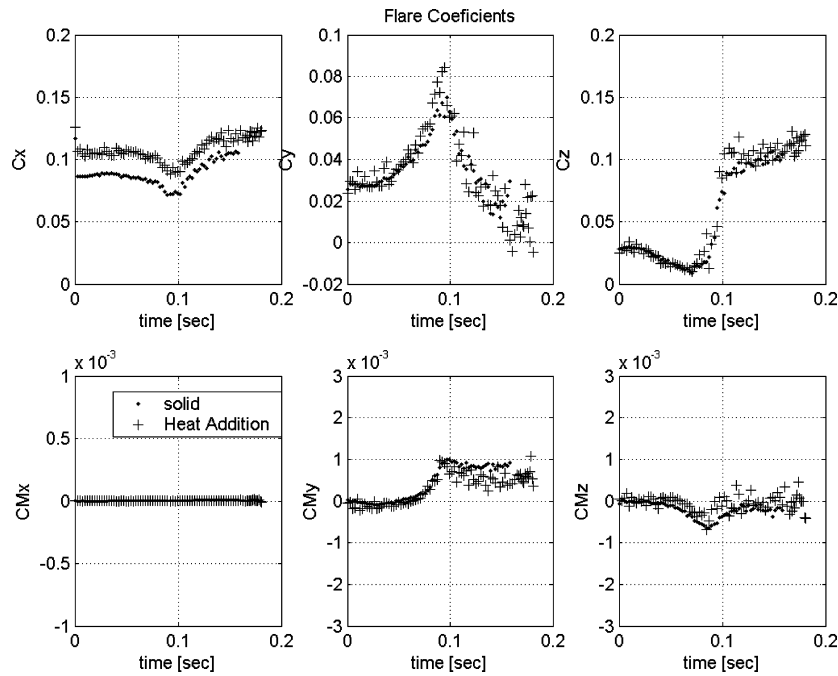 Flare Coeficients
0.2
0.15
0.1
0.05
0
Cx
0 0.1 0.2
time [sec]
0.1
0.08
0.06
0.04
0.02
0
-0.02
Cy
0 0.1 0.2
time [sec]
0.2
0.15
0.1
0.05
0
Cz
0 0.1 0.2
time [sec]
x 10^-3
1
0.5
0
-0.5
-1
CMx
solid
Heat Addition
0 0.1 0.2
time [sec]
x 10^-3
3
2
1
0
-1
-2
-3
CMy
0 0.1 0.2
time [sec]
x 10^-3
3
2
1
0
-1
-2
-3
CMz
0 0.1 0.2
time [sec]